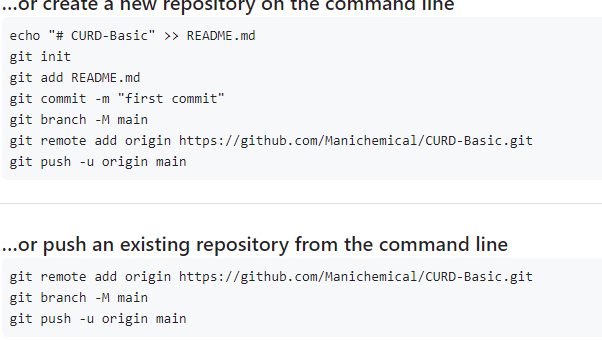 ...or create a new repository on the command line
echo "# CURD-Basic" >> README.md
git init
git add README.md
git commit -m "first commit"
git branch -M main
git remote add origin https://github.com/Manichemical/CURD-Basic.git
git push -u origin main
...or push an existing repository from the command line
git remote add origin https://github.com/Manichemical/CURD-Basic.git
git branch -M main
git push -u origin main